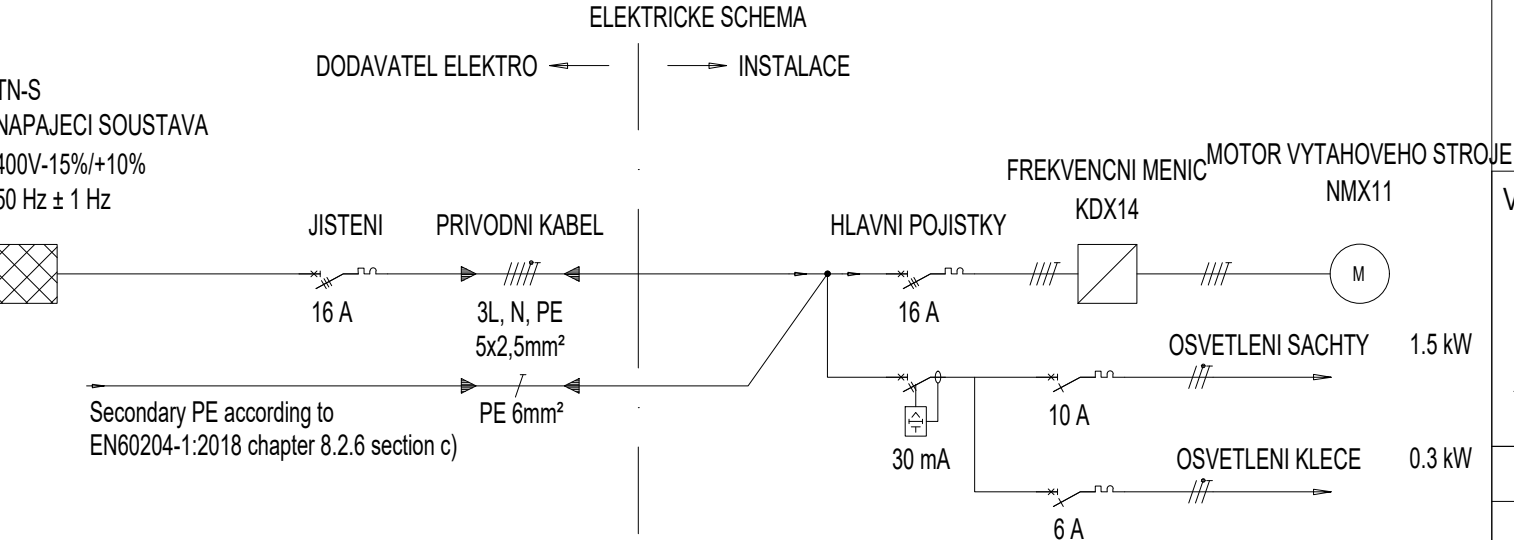 ELEKTRICKE SCHEMA
DODAVATEL ELEKTRO
INSTALACE
TN-S
NAPAJECI SOUSTAVA
400V-15%/+10%
50 Hz ± 1 Hz
JISTENI
PRIVODNI KABEL
HLAVNI POJISTKY
FREKVENCNI MENIC
KDX14
MOTOR VYTAHOVEHO STROJE
NMX11
V
M
16 A
3L, N, PE
5x2,5mm²
16 A
OSVETLENI SACHTY 1.5 kW
Secondary PE according to
EN60204-1:2018 chapter 8.2.6 section c)
PE 6mm²
10 A
30 mA
OSVETLENI KLECE 0.3 kW
6 A